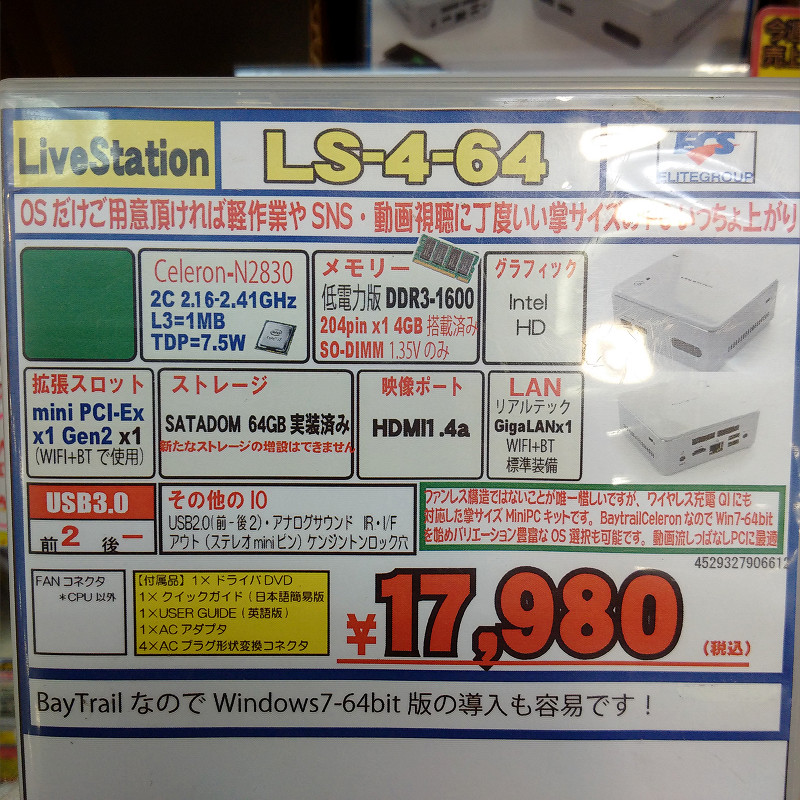 LiveStation
LS-4-64
ECS
ELITEGROUP
OSだけご用意頂ければ軽作業やSNS・動画視聴に丁度いい掌サイズ いっちょ上がり
Celeron-N2830
2C 2.16-2.41GHz
L3=1MB
TDP=7.5W
メモリー
低電力版 DDR3-1600
204pin x1 4GB 搭載済み
SO-DIMM 1.35V のみ
グラフィック
Intel
HD
拡張スロット
mini PCI-Ex
x1 Gen2 x1
(WIFI+BT で使用)
ストレージ
SATADOM 64GB 実装済み
新たなストレージの増設はできません
映像ポート
HDMI1.4a
LAN
リアルテック
GigaLANx1
WIFI+BT
標準装備
USB3.0
前 2 後 ー
その他の IO
USB2.0(前-後2)・アナログサウンド IR・I/F
アウト(ステレオ mini ピン) ケンジントンロック穴
ファンレス構造ではないことが唯一惜しいですが、ワイヤレス充電 QI にも
対応した掌サイズ MiniPC キットです。BaytrailCeleron なので Win7-64bit
を始めバリエーション豊富な OS 選択も可能です。動画流しっぱなし PC に最適
4529327906612
FAN コネクタ
*CPU 以外
【付属品】1×ドライバ DVD
1×クイックガイド(日本語簡易版
1×USER GUIDE(英語版)
1×AC アダプタ
4×AC プラグ形状変換コネクタ
¥17,980
(税込)
BayTrail なので Windows7-64bit 版の導入も容易です!